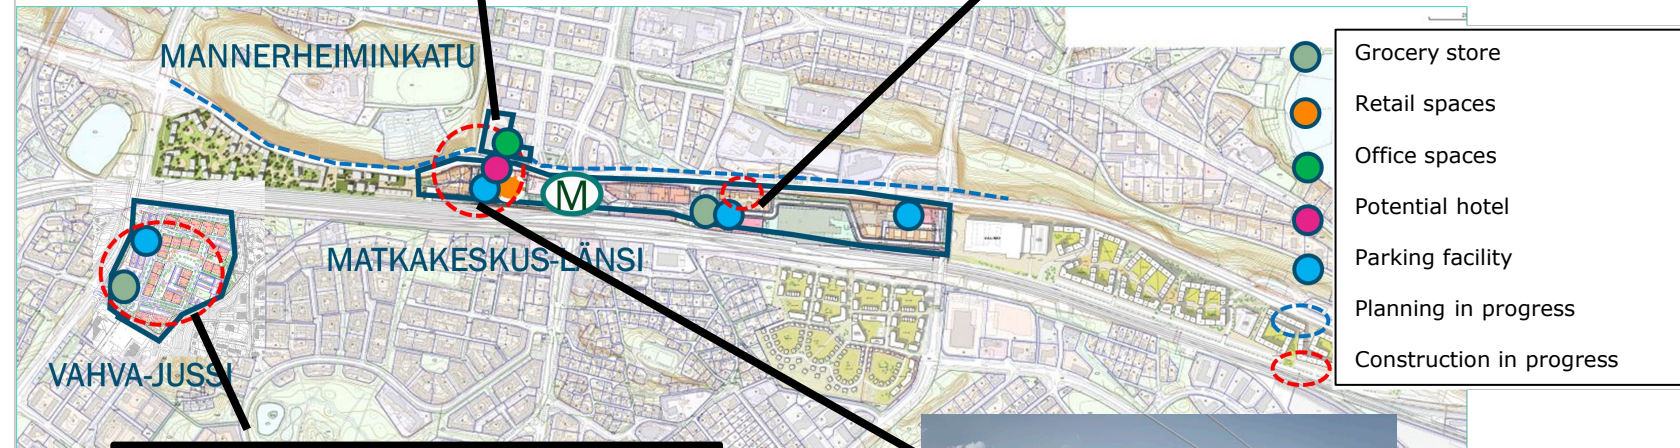 MANNERHEIMINKATU
M
MATKAKESKUS-LÄNSI
VAHVA-JUSSI
Grocery store
Retail spaces
Office spaces
Potential hotel
Parking facility
Planning in progress
Construction in progress